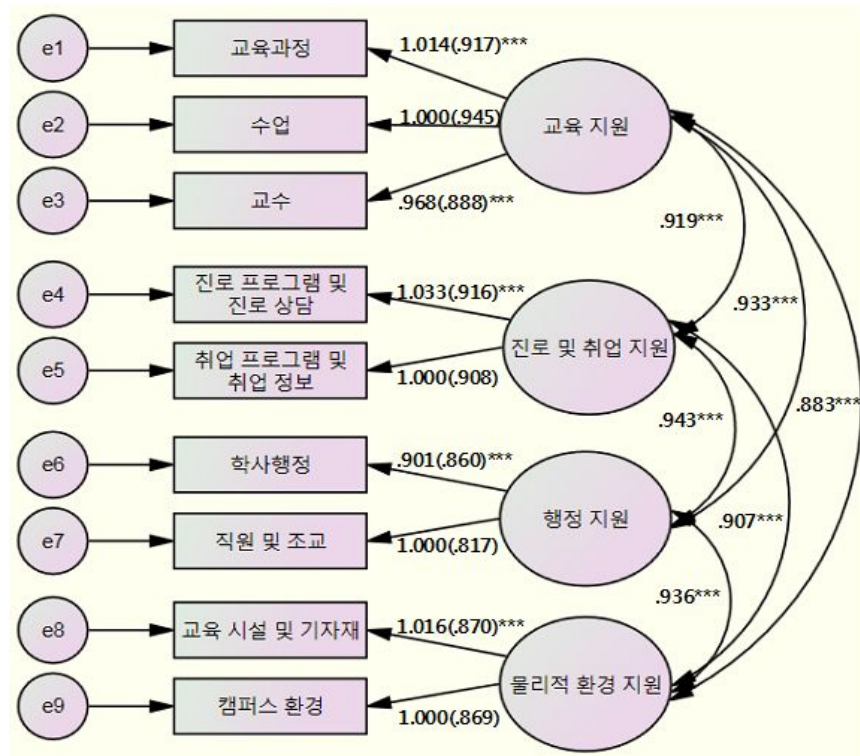 e1
교육과정
1.014(.917)***
e2
수업
1.000(.945)
교육 지원
e3
교수
.968(.888)***
.919***
e4
진로 프로그램 및
진로 상담
1.033(.916)***
.933***
진로 및 취업 지원
e5
취업 프로그램 및
취업 정보
1.000(.908)
.883***
.943***
e6
학사행정
.901(.860)***
행정 지원
.907***
e7
직원 및 조교
1.000(.817)
.936***
e8
교육 시설 및 기자재
1.016(.870)***
물리적 환경 지원
e9
캠퍼스 환경
1.000(.869)